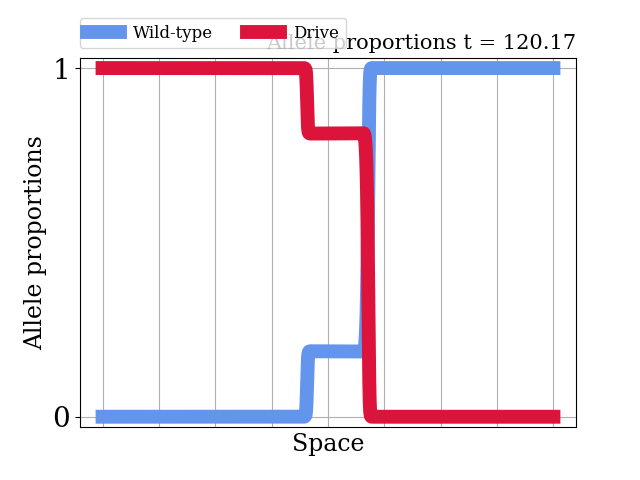 Wild-type Drive
Allele proportions t = 120.17
1
Allele proportions
0
Space